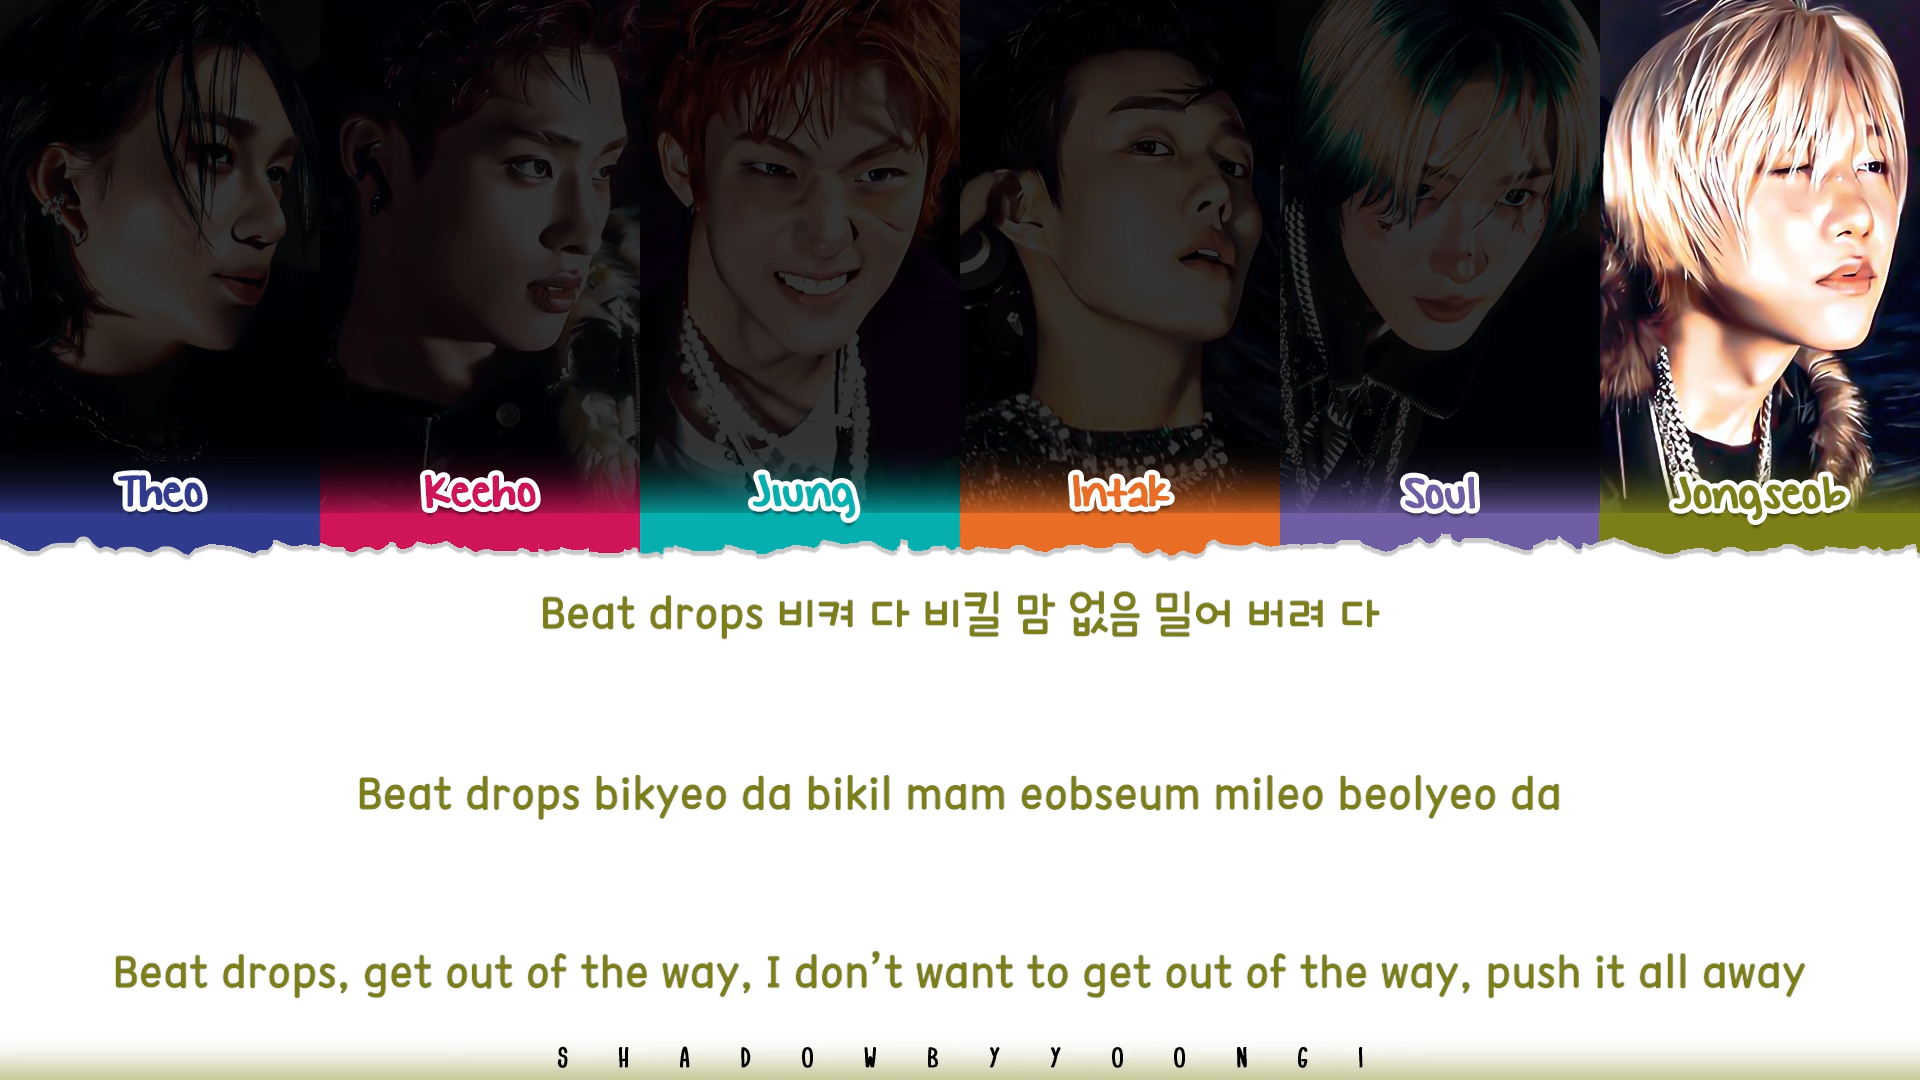 Theo Keeho Jiung Intak Soul Jongseob
Beat drops 비켜 다 비킬 맘 없음 밀어 버려 다
Beat drops bikyeo da bikil mam eobseum mileo beolyeo da
Beat drops, get out of the way, I don’t want to get out of the way, push it all away
SHADOWBYYOONGI